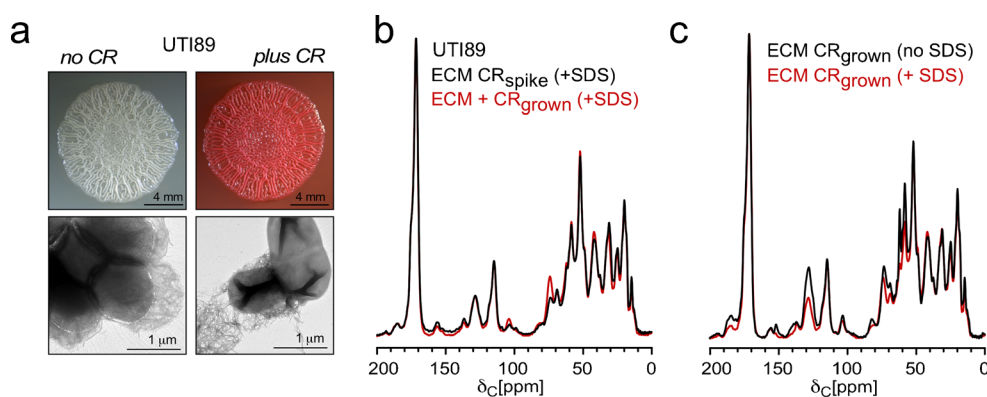 a
UTI89
no CR
plus CR
4 mm
4 mm
1 μm
1 μm
b
UTI89
ECM CRspike (+SDS)
ECM + CRgrown (+SDS)
200
150
100
50
0
δC[ppm]
c
ECM CRgrown (no SDS)
ECM CRgrown (+ SDS)
200
150
100
50
0
δC[ppm]